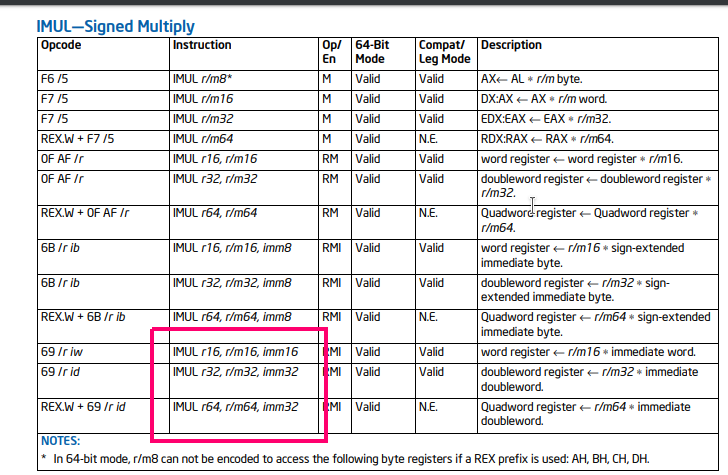 IMUL—Signed Multiply
Opcode Instruction Op/ 64-Bit Compat/ Description
En Mode Leg Mode
F6 /5 IMUL r/m8* M Valid Valid AX← AL ∗ r/m byte.
F7 /5 IMUL r/m16 M Valid Valid DX:AX ← AX ∗ r/m word.
F7 /5 IMUL r/m32 M Valid Valid EDX:EAX ← EAX ∗ r/m32.
REX.W + F7 /5 IMUL r/m64 M Valid N.E. RDX:RAX ← RAX ∗ r/m64.
0F AF /r IMUL r16, r/m16 RM Valid Valid word register ← word register ∗ r/m16.
0F AF /r IMUL r32, r/m32 RM Valid Valid doubleword register ← doubleword register ∗
r/m32.
REX.W + 0F AF /r IMUL r64, r/m64 RM Valid N.E. Quadword register ← Quadword register ∗
r/m64.
6B /r ib IMUL r16, r/m16, imm8 RMI Valid Valid word register ← r/m16 ∗ sign-extended
immediate byte.
6B /r ib IMUL r32, r/m32, imm8 RMI Valid Valid doubleword register ← r/m32 ∗ sign-
extended immediate byte.
REX.W + 6B /r ib IMUL r64, r/m64, imm8 RMI Valid N.E. Quadword register ← r/m64 ∗ sign-extended
immediate byte.
69 /r iw IMUL r16, r/m16, imm16 RMI Valid Valid word register ← r/m16 ∗ immediate word.
69 /r id IMUL r32, r/m32, imm32 RMI Valid Valid doubleword register ← r/m32 ∗ immediate
doubleword.
REX.W + 69 /r id IMUL r64, r/m64, imm32 RMI Valid N.E. Quadword register ← r/m64 ∗ immediate
doubleword.
NOTES:
* In 64-bit mode, r/m8 can not be encoded to access the following byte registers if a REX prefix is used: AH, BH, CH, DH.